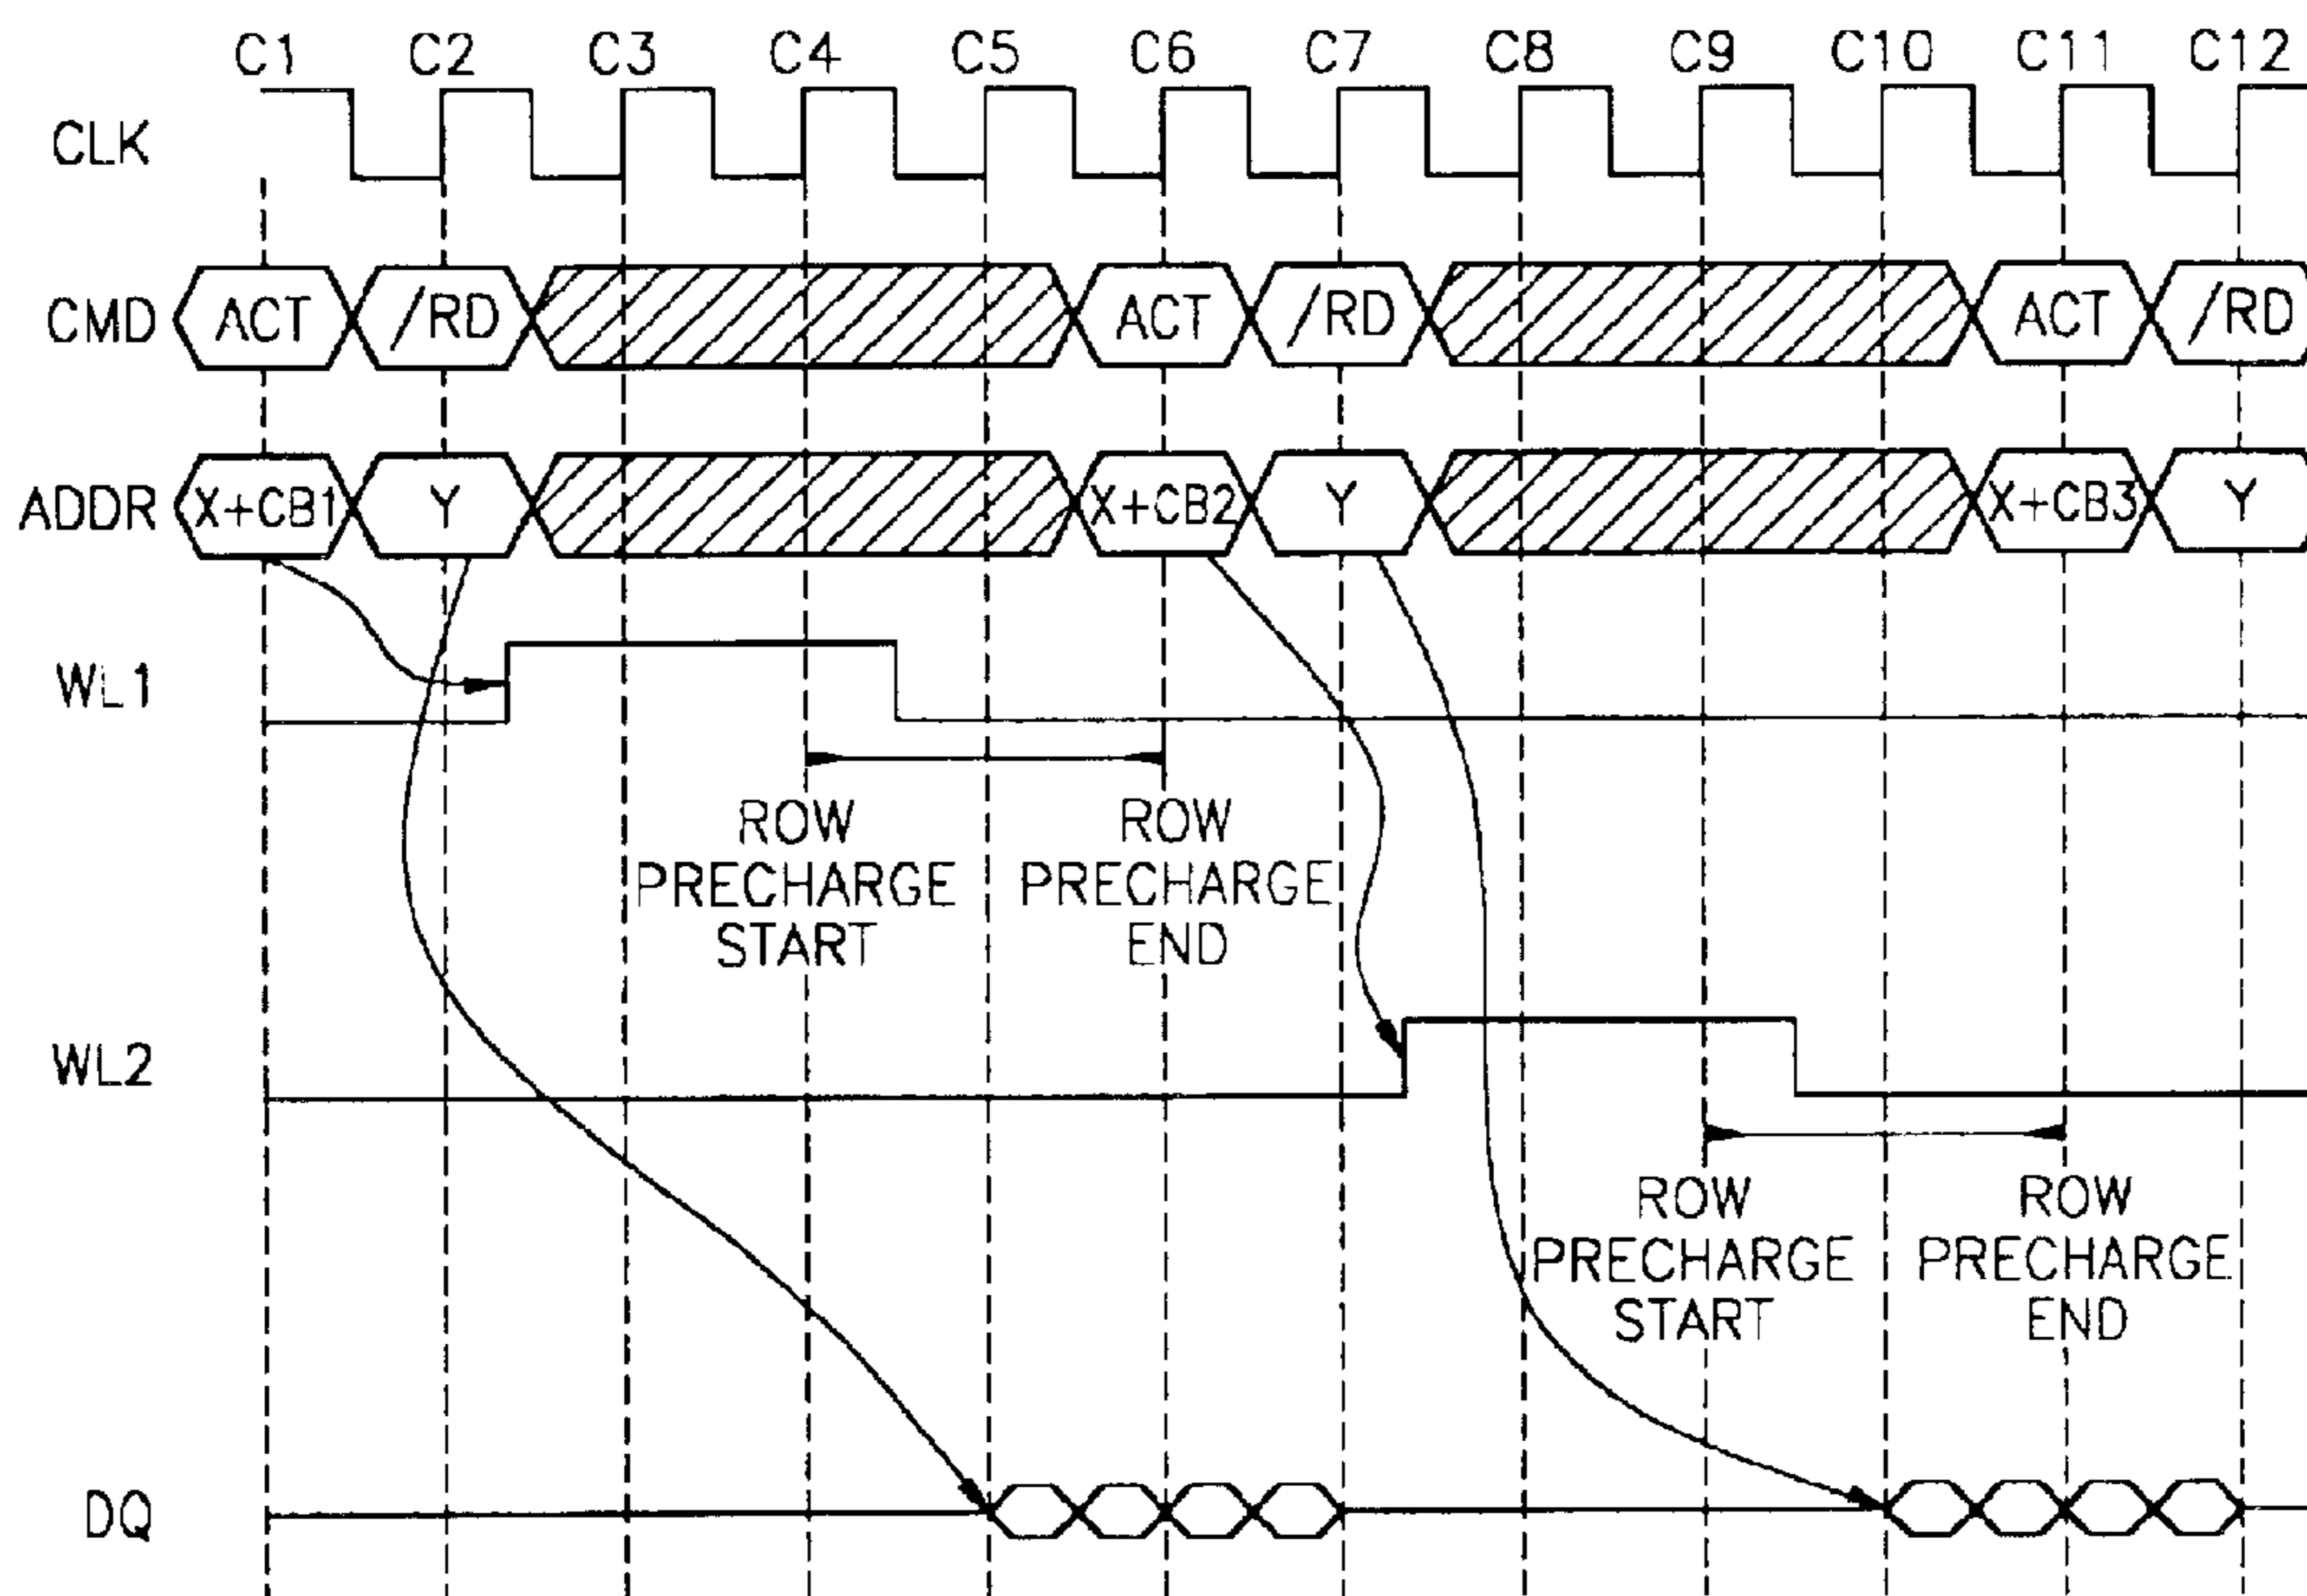 C1 C2 C3 C4 C5 C6 C7 C8 C9 C10 C11 C12
CLK
CMD ACT /RD ACT /RD ACT /RD
ADDR X+CB1 Y X+CB2 Y X+CB3 Y
WL1
ROW
PRECHARGE
START
ROW
PRECHARGE
END
WL2
ROW
PRECHARGE
START
ROW
PRECHARGE
END
DQ